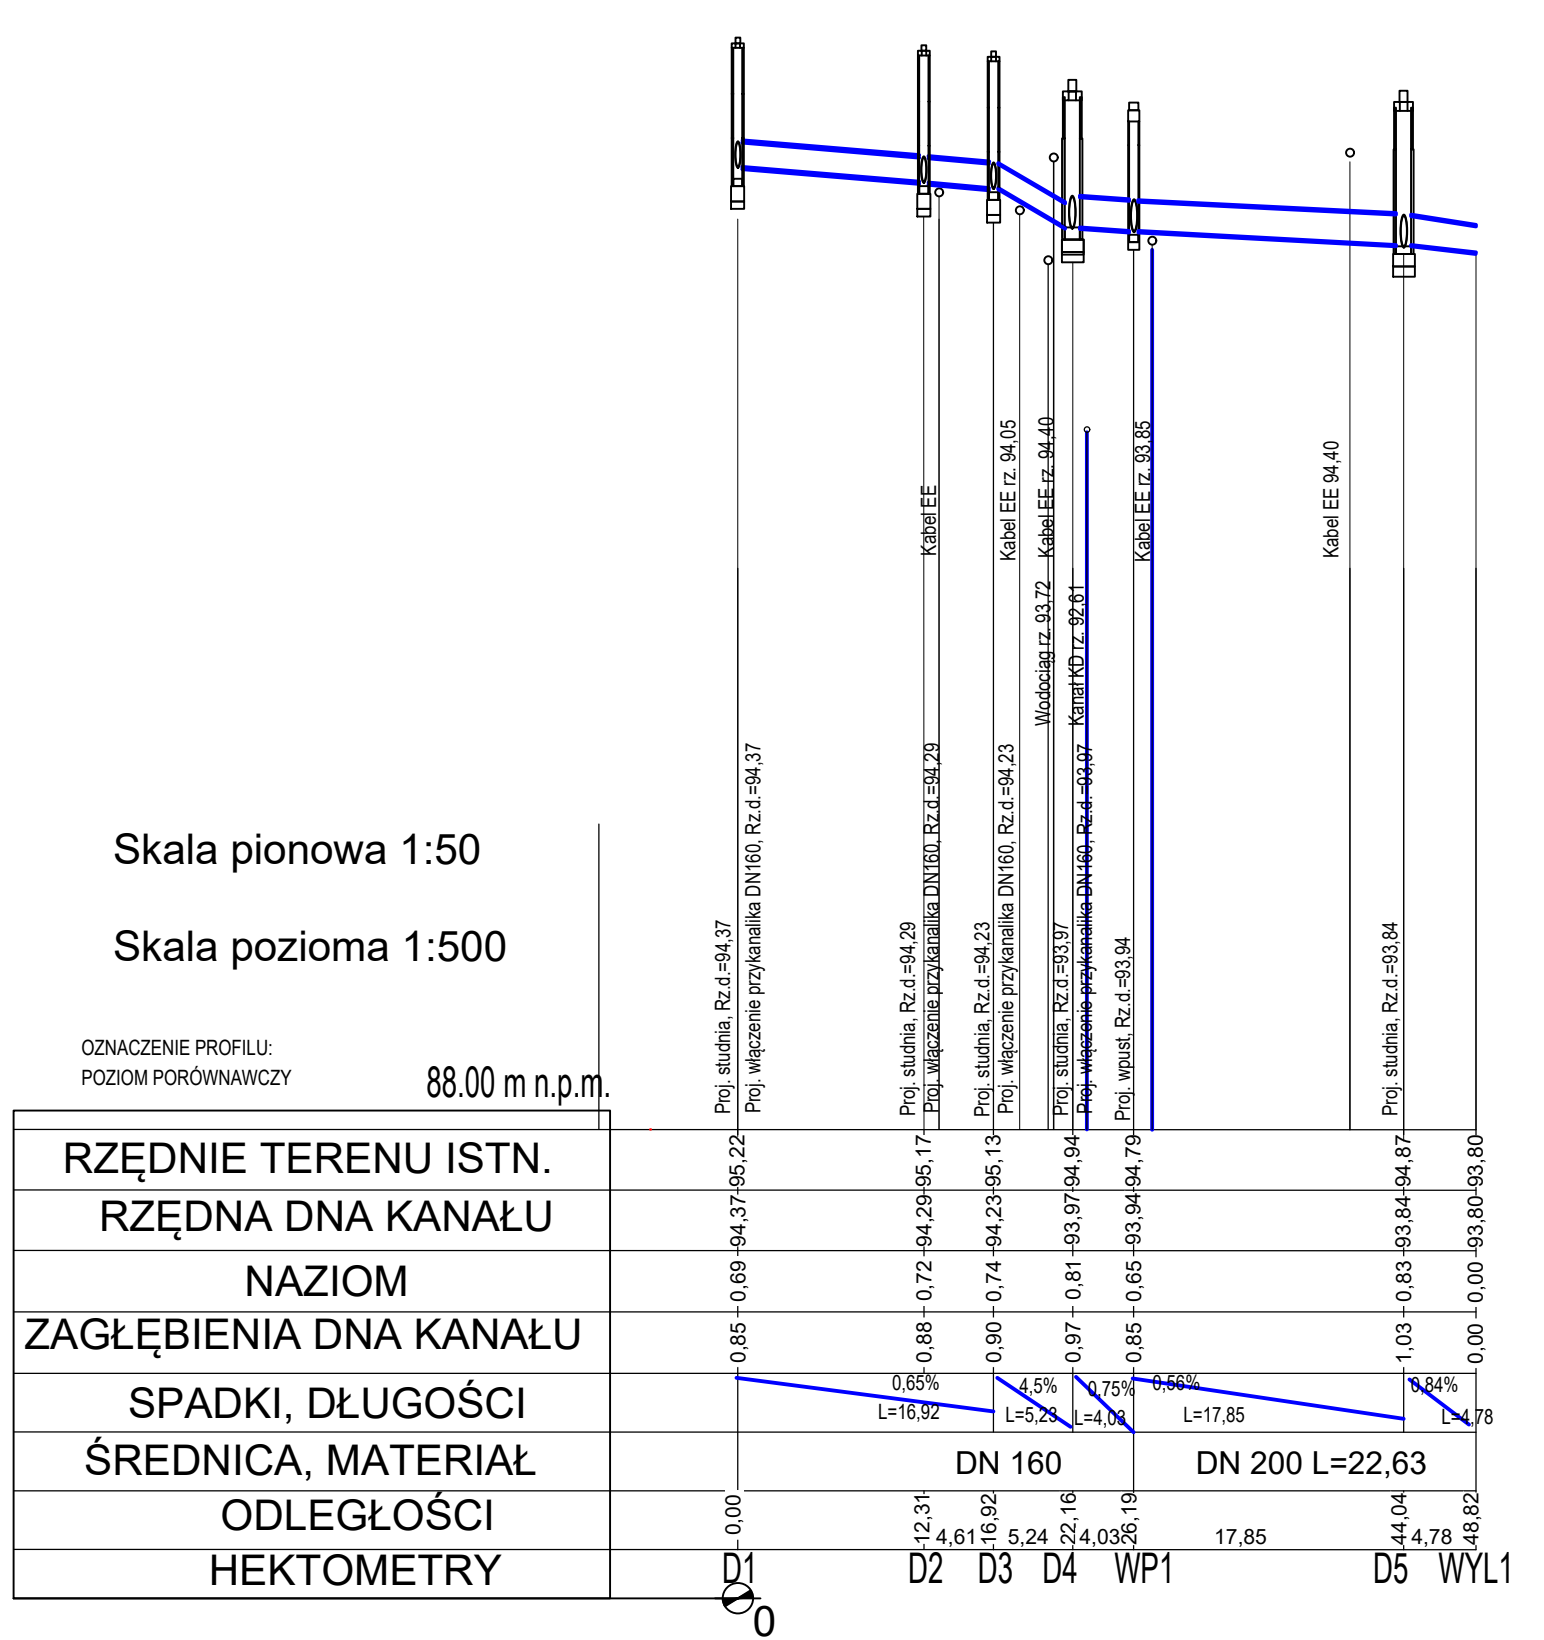 Kabel EE
Kabel EE rz. 94,05
Kabel EE rz. 94,40
Kabel EE rz. 93,85
Kabel EE 94,40
Wodociąg rz. 93,72
Kanał KD rz. 92,61
Proj. studnia, Rz.d.=94,37
Proj. włączenie przykanalika DN160, Rz.d.=94,37
Proj. studnia, Rz.d.=94,29
Proj. włączenie przykanalika DN160, Rz.d.=94,29
Proj. studnia, Rz.d.=94,23
Proj. włączenie przykanalika DN160, Rz.d.=94,23
Proj. studnia, Rz.d.=93,97
Proj. włączenie przykanalika DN160, Rz.d.=93,97
Proj. wpust, Rz.d.=93,94
Proj. studnia, Rz.d.=93,84
Skala pionowa 1:50
Skala pozioma 1:500
OZNACZENIE PROFILU:
POZIOM PORÓWNAWCZY 88.00 m n.p.m.
RZĘDNIE TERENU ISTN. 95,22 95,17 95,13 94,94 94,79 94,87 93,80
RZĘDNA DNA KANAŁU 94,37 94,29 94,23 93,97 93,94 93,84 93,80
NAZIOM 0,69 0,72 0,74 0,81 0,65 0,83 0,00
ZAGŁĘBIENIA DNA KANAŁU 0,85 0,88 0,90 0,97 0,85 1,03 0,00
SPADKI, DŁUGOŚCI 0,65% 4,5% 0,75% 0,56% 0,84%
L=16,92 L=5,23 L=4,03 L=17,85 L=4,78
ŚREDNICA, MATERIAŁ DN 160 DN 200 L=22,63
ODLEGŁOŚCI 0,00 12,31 4,61 16,92 5,24 22,16 4,03 26,19 17,85 44,04 4,78 48,82
HEKTOMETRY D1 D2 D3 D4 WP1 D5 WYL1
0